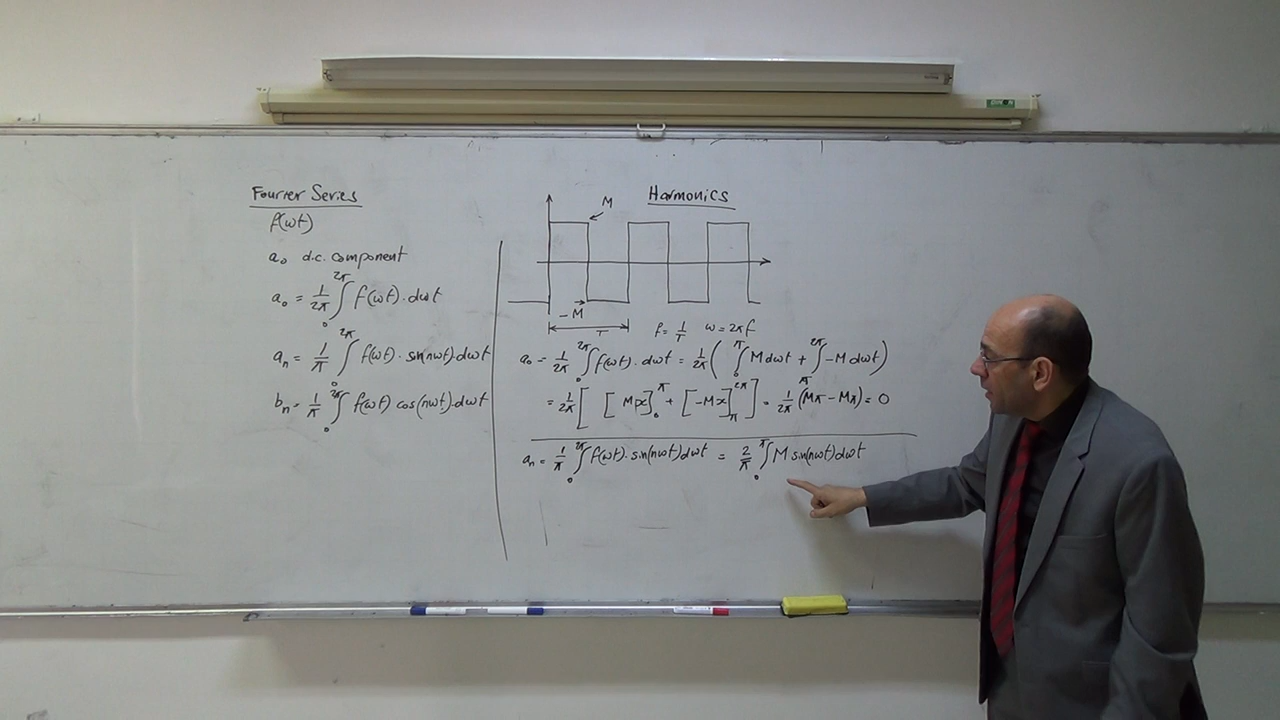 Fourier Series
f(ωt)
a₀ d.c. component
a₀ = 1/2π ∫₀^2π f(ωt)·dωt
aₙ = 1/π ∫₀^2π f(ωt)·sin(nωt)·dωt
bₙ = 1/π ∫₀^2π f(ωt) cos(nωt)·dωt
Harmonics
M
-M
T
f = 1/T ω = 2πf
a₀ = 1/2π ∫₀^2π f(ωt)·dωt = 1/2π ( ∫₀^π M dωt + ∫π^2π -M dωt )
= 1/2π [ [Mx]₀^π + [-Mx]π^2π ] = 1/2π (Mπ - Mπ) = 0
aₙ = 1/π ∫₀^2π f(ωt)·sin(nωt)dωt = 2/π ∫₀^π M sin(nωt)dωt